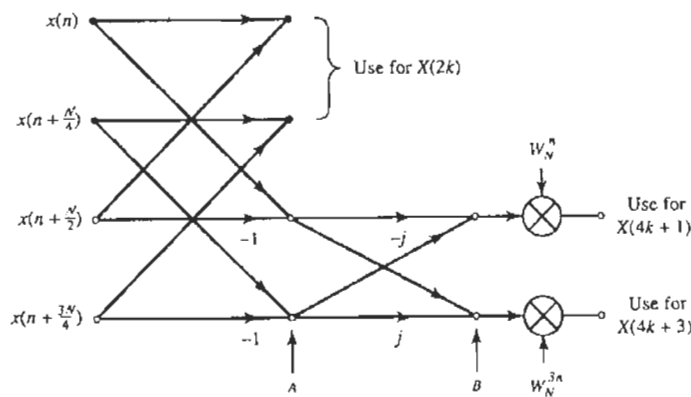 x(n)
Use for X(2k)
x(n + N/4)
W_N^n
x(n + N/2)
-1
-j
Use for
X(4k + 1)
x(n + 3N/4)
-1
j
Use for
X(4k + 3)
A
B
W_N^{3n}